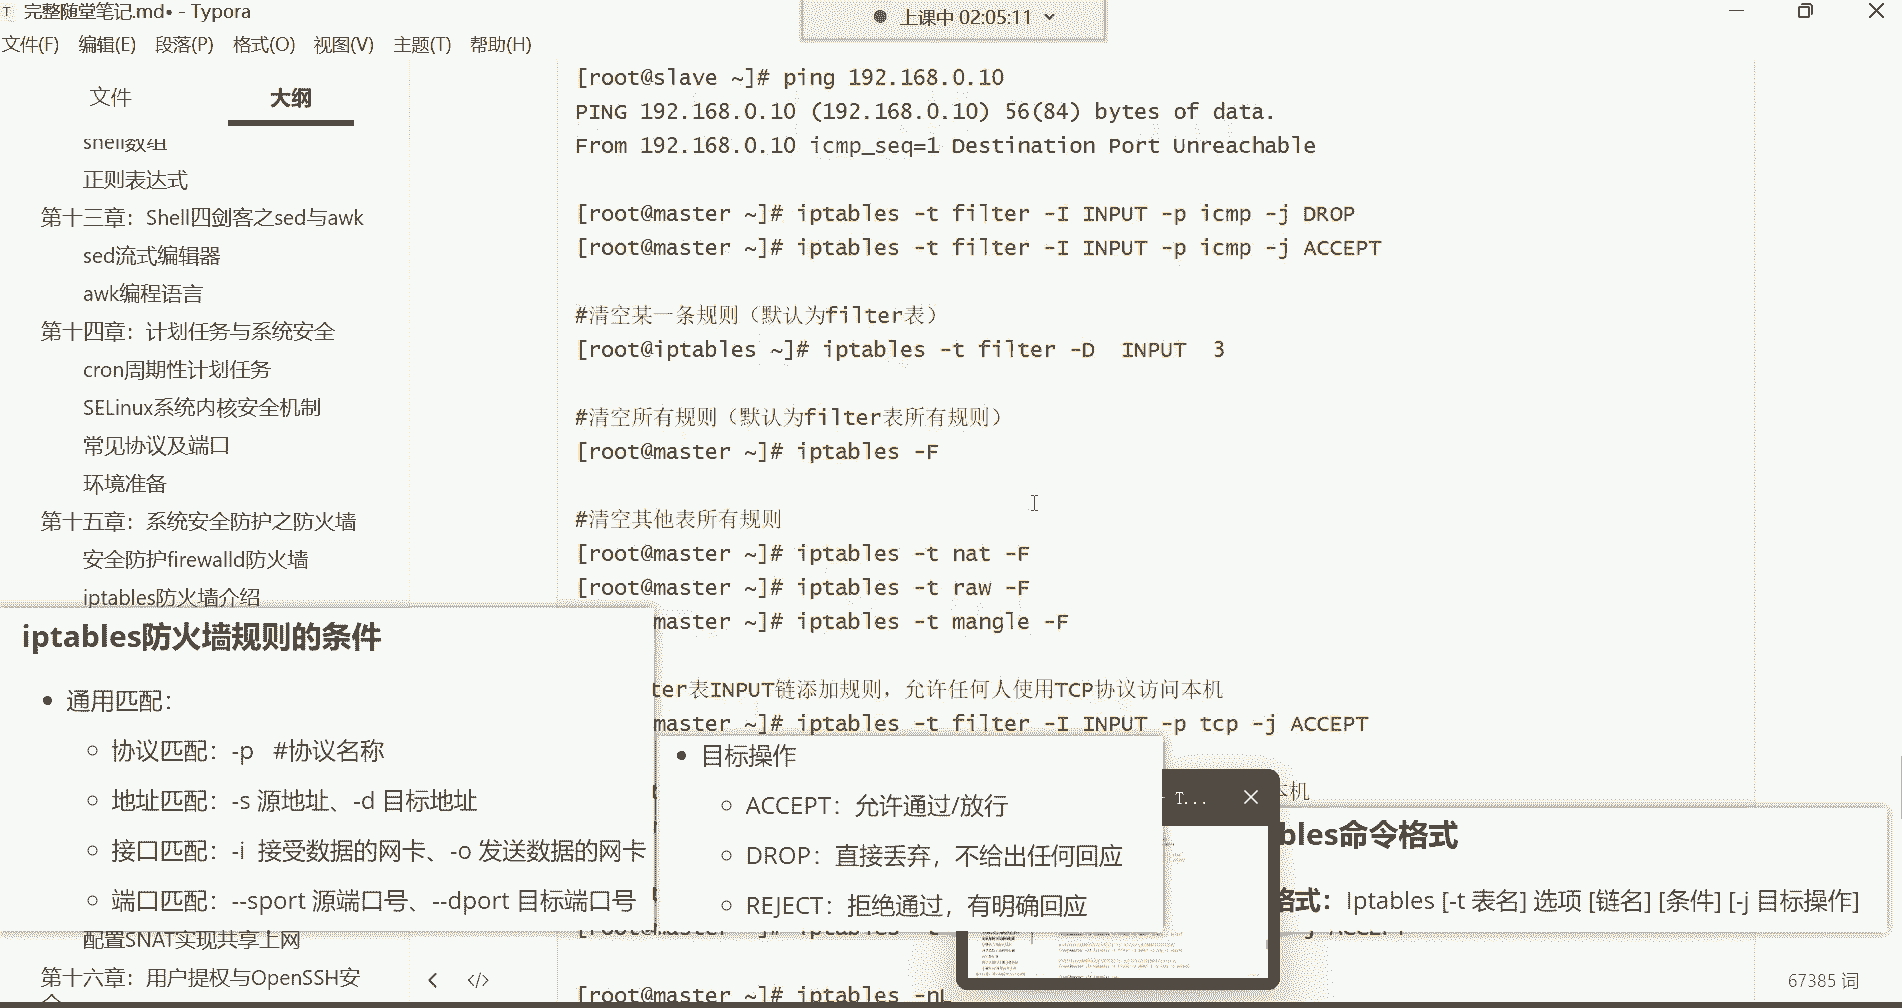 完整随堂笔记.md• - Typora
上课中 02:05:11
文件(F) 编辑(E) 段落(P) 格式(O) 视图(V) 主题(T) 帮助(H)
文件 大纲
shell数组
正则表达式
第十三章：Shell四剑客之sed与awk
sed流式编辑器
awk编程语言
第十四章：计划任务与系统安全
cron周期性计划任务
SELinux系统内核安全机制
常见协议及端口
环境准备
第十五章：系统安全防护之防火墙
安全防护firewalld防火墙
iptables防火墙介绍
配置SNAT实现共享上网
第十六章：用户提权与OpenSSH安
[root@slave ~]# ping 192.168.0.10
PING 192.168.0.10 (192.168.0.10) 56(84) bytes of data.
From 192.168.0.10 icmp_seq=1 Destination Port Unreachable
[root@master ~]# iptables -t filter -I INPUT -p icmp -j DROP
[root@master ~]# iptables -t filter -I INPUT -p icmp -j ACCEPT
#清空某一条规则（默认为filter表）
[root@iptables ~]# iptables -t filter -D  INPUT  3
#清空所有规则（默认为filter表所有规则）
[root@master ~]# iptables -F
#清空其他表所有规则
[root@master ~]# iptables -t nat -F
[root@master ~]# iptables -t raw -F
master ~]# iptables -t mangle -F
ter表INPUT链添加规则，允许任何人使用TCP协议访问本机
master ~]# iptables -t filter -I INPUT -p tcp -j ACCEPT
本机
[root@master ~]# iptables -nL
iptables防火墙规则的条件
• 通用匹配：
○ 协议匹配：-p #协议名称
○ 地址匹配：-s 源地址、-d 目标地址
○ 接口匹配：-i 接受数据的网卡、-o 发送数据的网卡
○ 端口匹配：--sport 源端口号、--dport 目标端口号
• 目标操作
○ ACCEPT：允许通过/放行
○ DROP：直接丢弃，不给出任何回应
○ REJECT：拒绝通过，有明确回应
T...
bles命令格式
格式：Iptables [-t 表名] 选项 [链名] [条件] [-j 目标操作]
67385 词